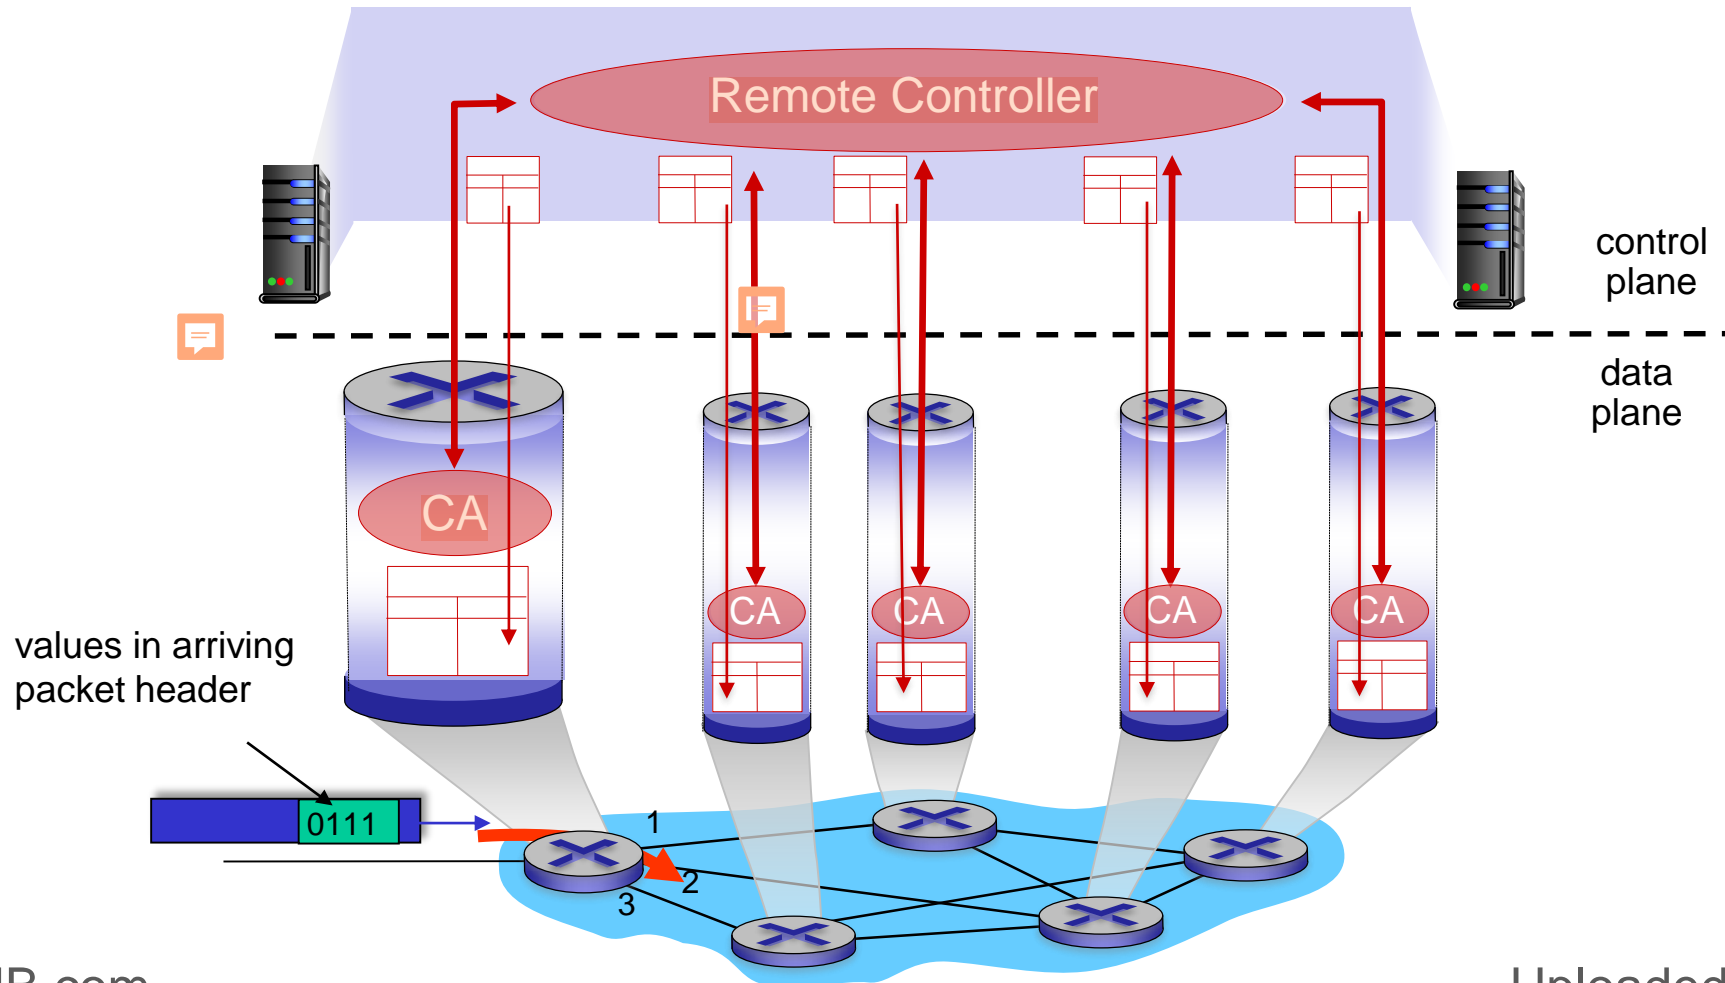 Remote Controller
control
plane
data
plane
CA
CA
CA
CA
CA
values in arriving
packet header
0111
1
2
3
Uploaded